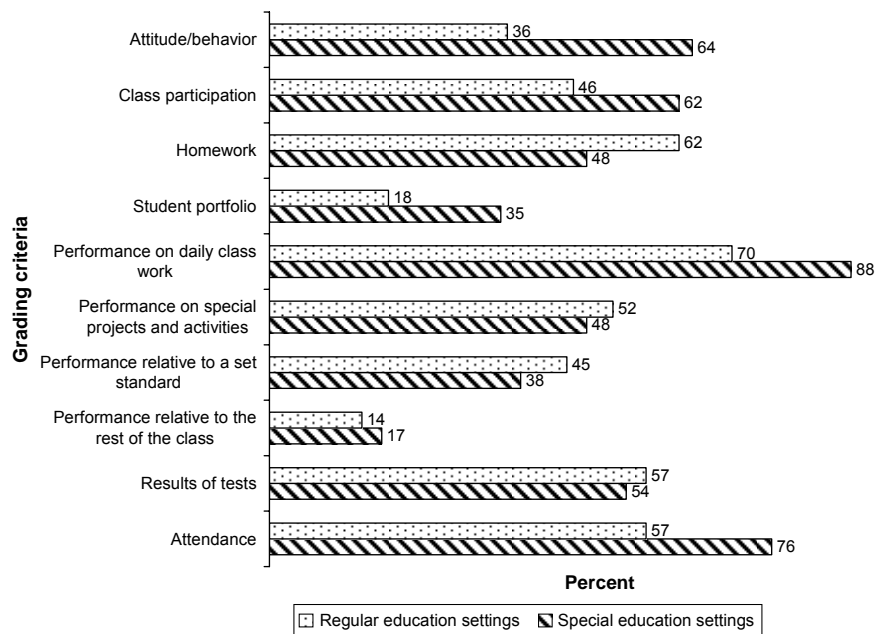 Attitude/behavior
36
64
Class participation
46
62
Homework
62
48
Student portfolio
18
35
Performance on daily class
work
70
88
Performance on special
projects and activities
52
48
Performance relative to a set
standard
45
38
Performance relative to the
rest of the class
14
17
Results of tests
57
54
Attendance
57
76
Grading criteria
Percent
Regular education settings
Special education settings